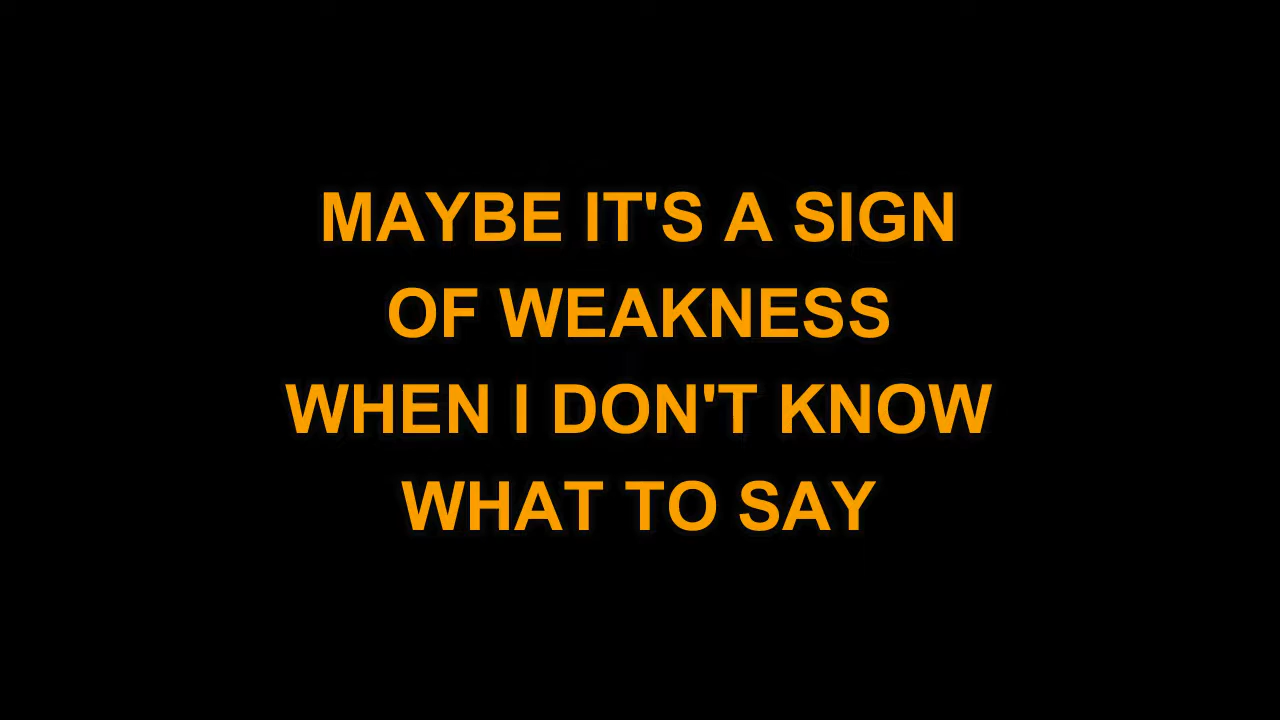 MAYBE IT'S A SIGN
OF WEAKNESS
WHEN I DON'T KNOW
WHAT TO SAY